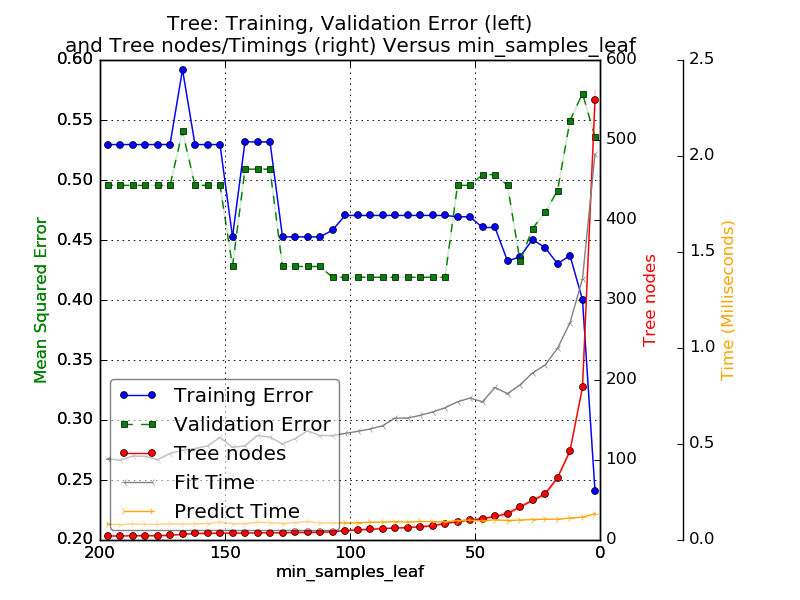 Tree: Training, Validation Error (left)
and Tree nodes/Timings (right) Versus min_samples_leaf
Mean Squared Error
0.60
0.55
0.50
0.45
0.40
0.35
0.30
0.25
0.20
Training Error
Validation Error
Tree nodes
Fit Time
Predict Time
200 150 100 50 0
min_samples_leaf
600
500
400
300
200
100
0
Tree nodes
2.5
2.0
1.5
1.0
0.5
0.0
Time (Milliseconds)